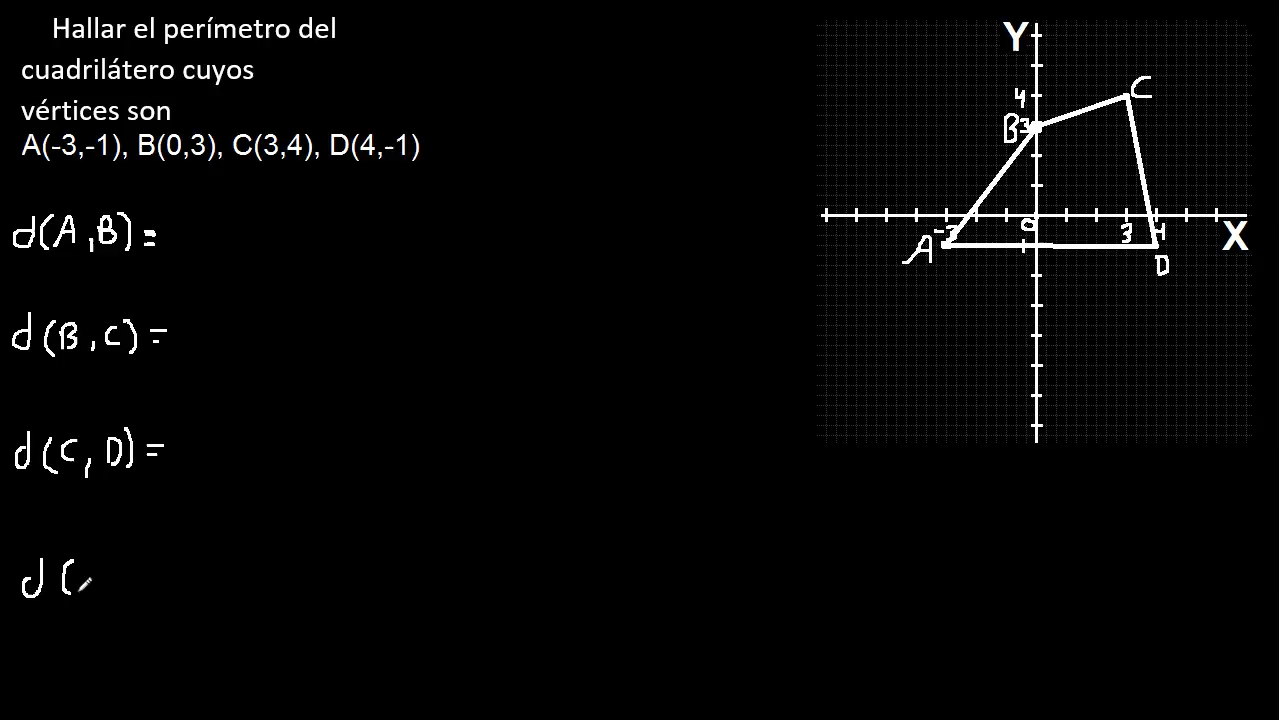 Hallar el perímetro del
cuadrilátero cuyos
vértices son
A(-3,-1), B(0,3), C(3,4), D(4,-1)
d(A,B)=
d(B,C)=
d(C,D)=
d(
Y
C
4
B 3
0
-3
3 4
X
A
D